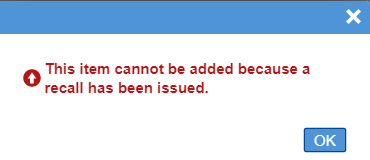 This item cannot be added because a
recall has been issued.
OK